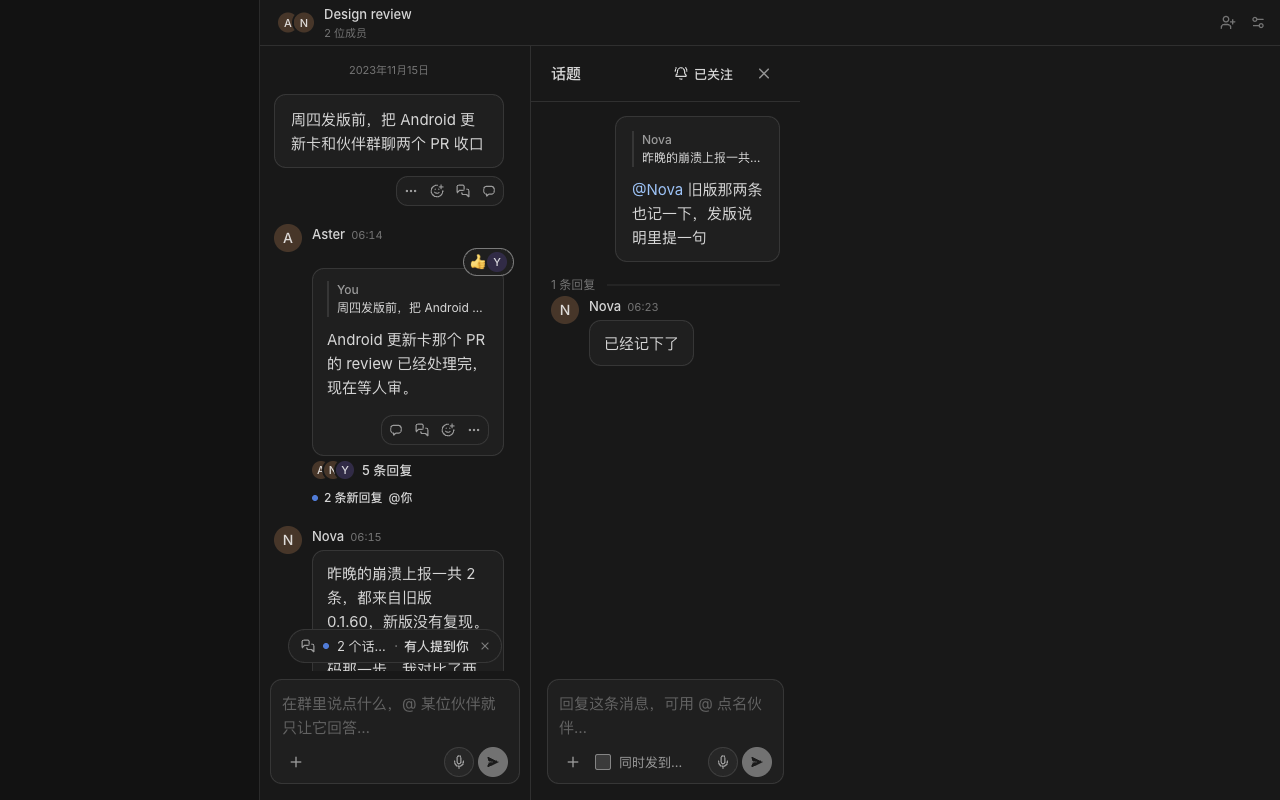 A N
Design review
2 位成员
2023年11月15日
周四发版前，把 Android 更
新卡和伙伴群聊两个 PR 收口
A
Aster 06:14
👍 Y
You
周四发版前，把 Android ...
Android 更新卡那个 PR
的 review 已经处理完，
现在等人审。
A N Y 5 条回复
2 条新回复 @你
N
Nova 06:15
昨晚的崩溃上报一共 2
条，都来自旧版
0.1.60，新版没有复现。
2 个话... · 有人提到你
在群里说点什么，@ 某位伙伴就
只让它回答...
话题
已关注
Nova
昨晚的崩溃上报一共...
@Nova 旧版那两条
也记一下，发版说
明里提一句
1 条回复
N
Nova 06:23
已经记下了
回复这条消息，可用 @ 点名伙
伴...
同时发到...